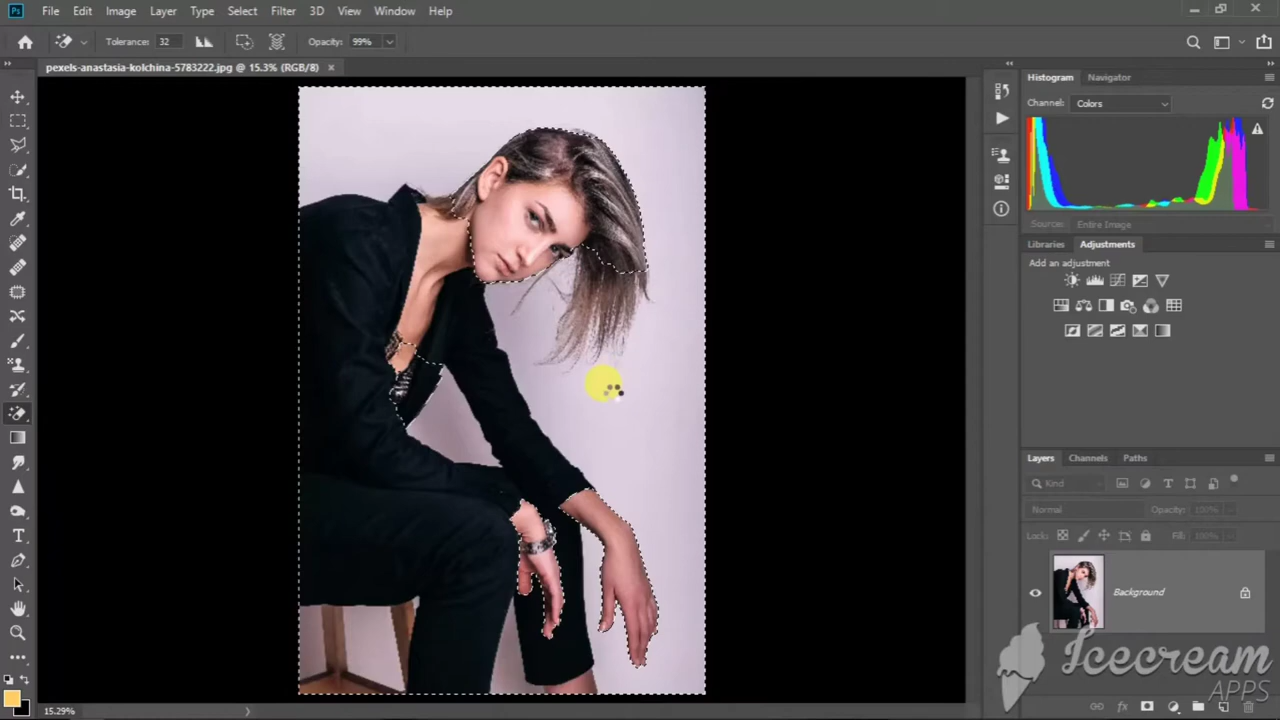 Ps File Edit Image Layer Type Select Filter 3D View Window Help
Tolerance: 32 Opacity: 99%
pexels-anastasia-kolchina-5783222.jpg @ 15.3% (RGB/8) ×
Histogram Navigator
Channel: Colors
Source: Entire Image
Libraries Adjustments
Add an adjustment
Layers Channels Paths
Kind
Normal Opacity: 100%
Lock: Fill: 100%
Background
Icecream
APPS
15.29%